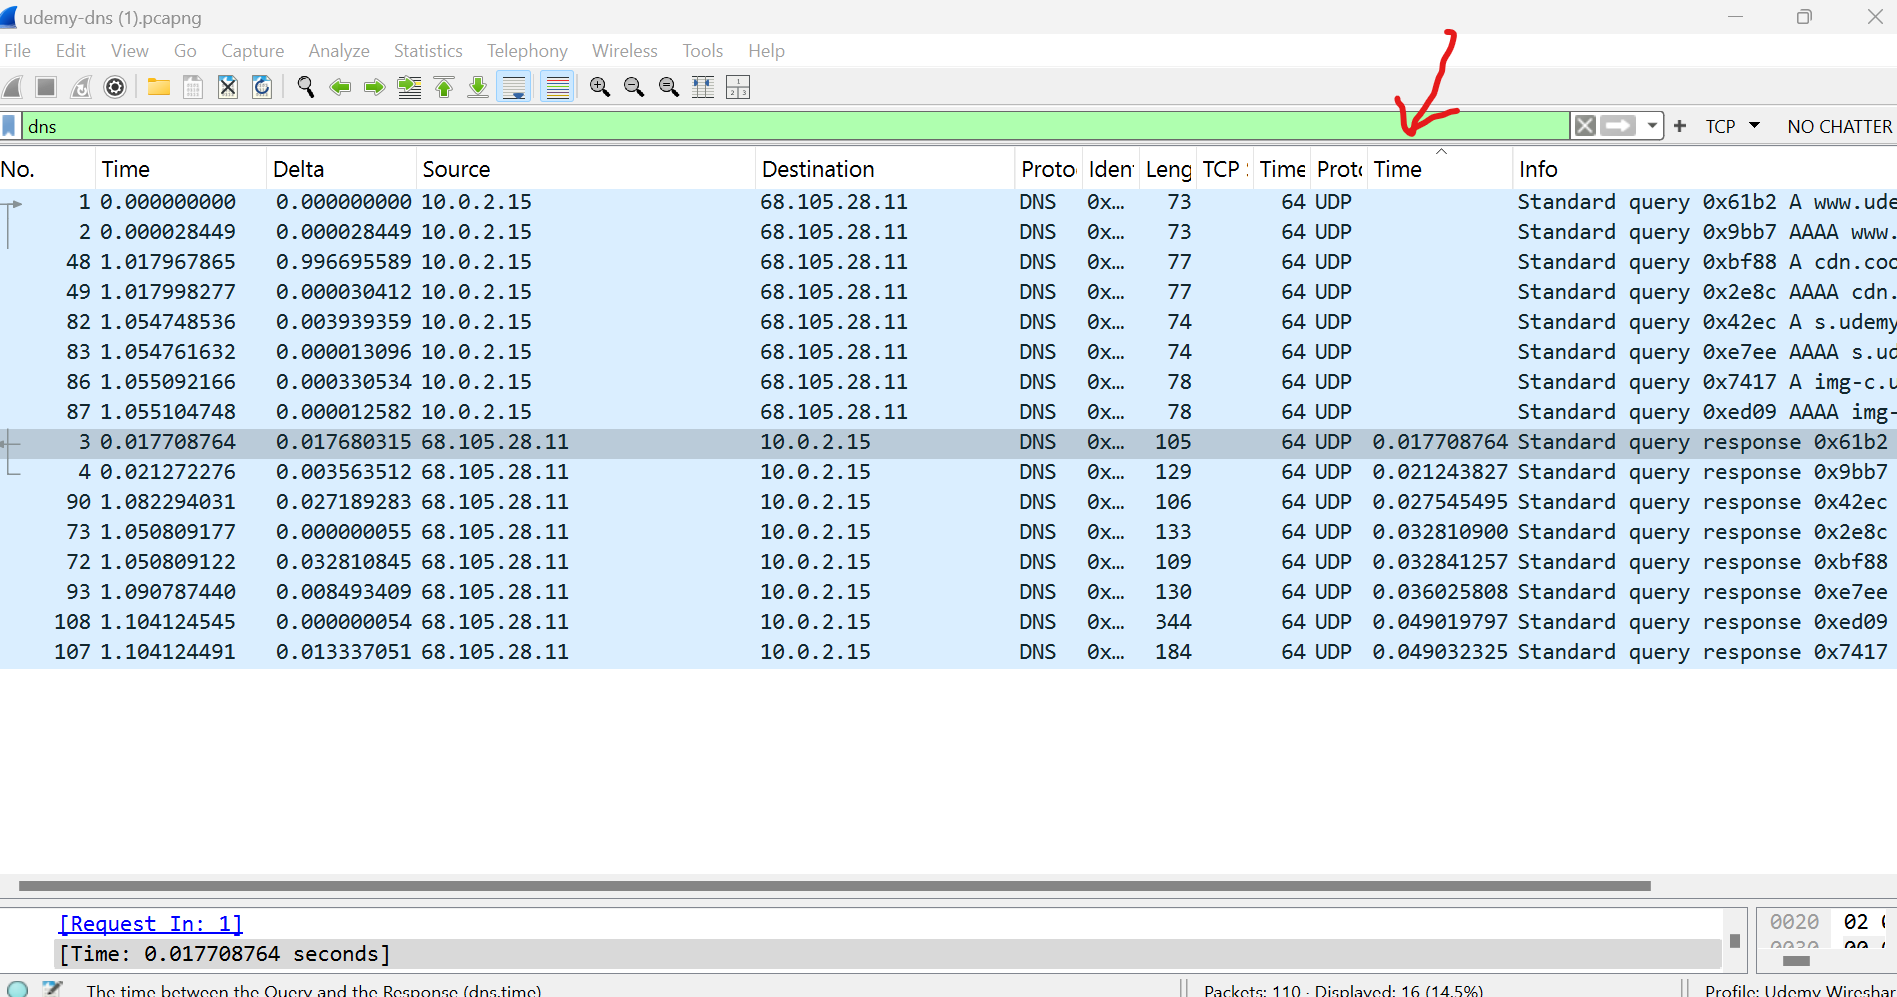 udemy-dns (1).pcapng
File Edit View Go Capture Analyze Statistics Telephony Wireless Tools Help
dns TCP NO CHATTER
No. Time Delta Source Destination Proto Iden Leng TCP Time Proto Time Info
1 0.000000000 0.000000000 10.0.2.15 68.105.28.11 DNS 0x… 73 64 UDP Standard query 0x61b2 A www.ude
2 0.000028449 0.000028449 10.0.2.15 68.105.28.11 DNS 0x… 73 64 UDP Standard query 0x9bb7 AAAA www.
48 1.017967865 0.996695589 10.0.2.15 68.105.28.11 DNS 0x… 77 64 UDP Standard query 0xbf88 A cdn.coo
49 1.017998277 0.000030412 10.0.2.15 68.105.28.11 DNS 0x… 77 64 UDP Standard query 0x2e8c AAAA cdn.
82 1.054748536 0.003939359 10.0.2.15 68.105.28.11 DNS 0x… 74 64 UDP Standard query 0x42ec A s.udemy
83 1.054761632 0.000013096 10.0.2.15 68.105.28.11 DNS 0x… 74 64 UDP Standard query 0xe7ee AAAA s.ud
86 1.055092166 0.000330534 10.0.2.15 68.105.28.11 DNS 0x… 78 64 UDP Standard query 0x7417 A img-c.u
87 1.055104748 0.000012582 10.0.2.15 68.105.28.11 DNS 0x… 78 64 UDP Standard query 0xed09 AAAA img-
3 0.017708764 0.017680315 68.105.28.11 10.0.2.15 DNS 0x… 105 64 UDP 0.017708764 Standard query response 0x61b2
4 0.021272276 0.003563512 68.105.28.11 10.0.2.15 DNS 0x… 129 64 UDP 0.021243827 Standard query response 0x9bb7
90 1.082294031 0.027189283 68.105.28.11 10.0.2.15 DNS 0x… 106 64 UDP 0.027545495 Standard query response 0x42ec
73 1.050809177 0.000000055 68.105.28.11 10.0.2.15 DNS 0x… 133 64 UDP 0.032810900 Standard query response 0x2e8c
72 1.050809122 0.032810845 68.105.28.11 10.0.2.15 DNS 0x… 109 64 UDP 0.032841257 Standard query response 0xbf88
93 1.090787440 0.008493409 68.105.28.11 10.0.2.15 DNS 0x… 130 64 UDP 0.036025808 Standard query response 0xe7ee
108 1.104124545 0.000000054 68.105.28.11 10.0.2.15 DNS 0x… 344 64 UDP 0.049019797 Standard query response 0xed09
107 1.104124491 0.013337051 68.105.28.11 10.0.2.15 DNS 0x… 184 64 UDP 0.049032325 Standard query response 0x7417
[Request In: 1] 0020 02
[Time: 0.017708764 seconds] 0030 00
The time between the Query and the Response (dns.time) Packets: 110 · Displayed: 16 (14.5%) Profile: Udemy Wireshar